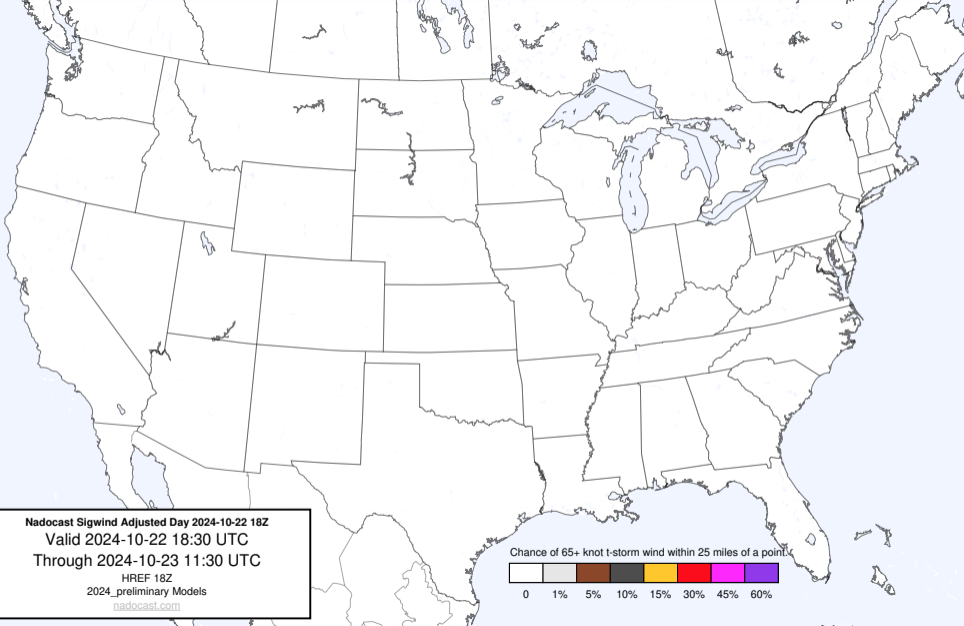 Nadocast Sigwind Adjusted Day 2024-10-22 18Z
Valid 2024-10-22 18:30 UTC
Through 2024-10-23 11:30 UTC
HREF 18Z
2024_preliminary Models
nadocast.com
Chance of 65+ knot t-storm wind within 25 miles of a point.
0 1% 5% 10% 15% 30% 45% 60%